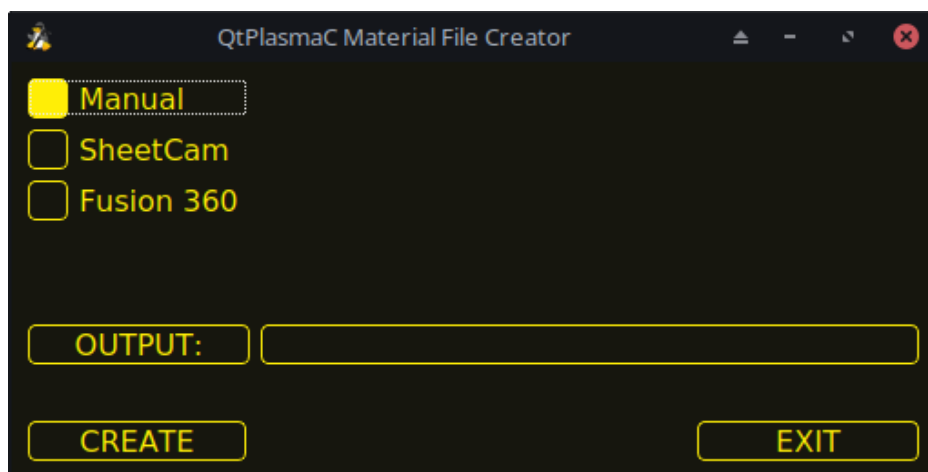 QtPlasmaC Material File Creator
Manual
SheetCam
Fusion 360
OUTPUT:
CREATE EXIT